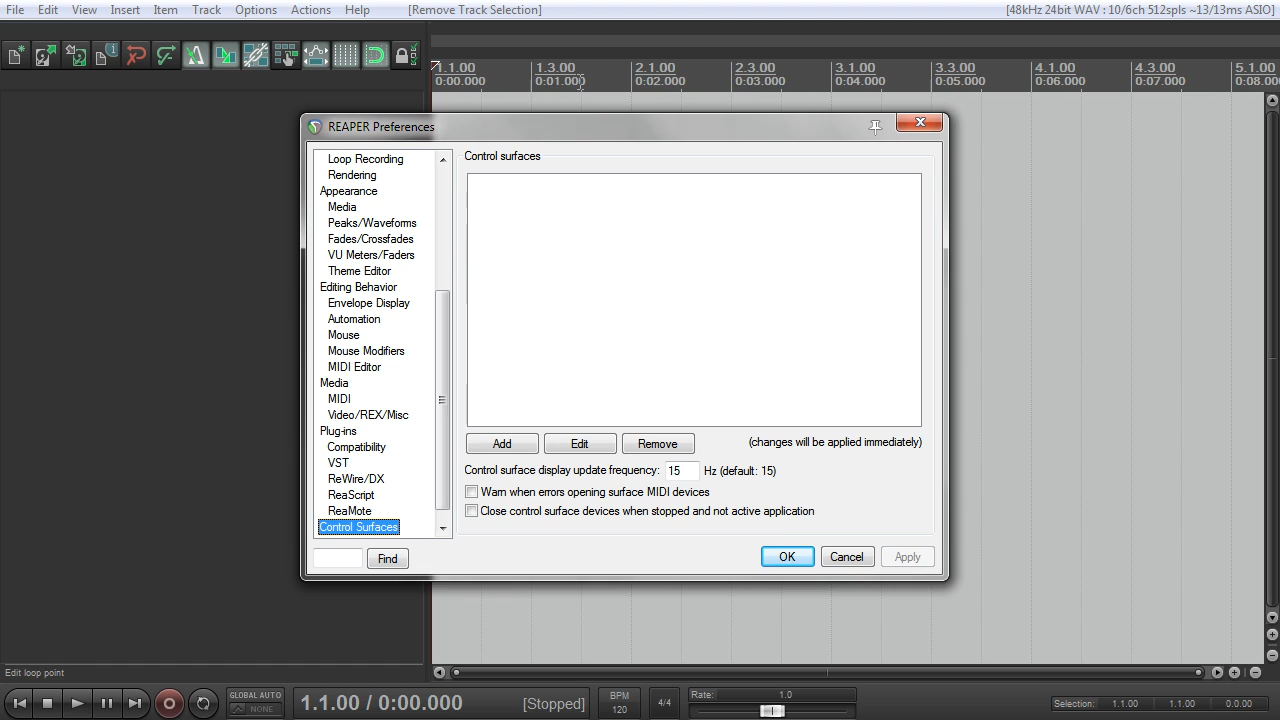 File Edit View Insert Item Track Options Actions Help [Remove Track Selection] [48kHz 24bit WAV : 10/6ch 512spls ~13/13ms ASIO]
1.1.00 1.3.00 2.1.00 2.3.00 3.1.00 3.3.00 4.1.00 4.3.00 5.1.00
0:00.000 0:01.000 0:02.000 0:03.000 0:04.000 0:05.000 0:06.000 0:07.000 0:08.00
REAPER Preferences
Loop Recording
Rendering
Appearance
Media
Peaks/Waveforms
Fades/Crossfades
VU Meters/Faders
Theme Editor
Editing Behavior
Envelope Display
Automation
Mouse
Mouse Modifiers
MIDI Editor
Media
MIDI
Video/REX/Misc
Plug-ins
Compatibility
VST
ReWire/DX
ReaScript
ReaMote
Control Surfaces
Find
Control surfaces
Add Edit Remove (changes will be applied immediately)
Control surface display update frequency: 15 Hz (default: 15)
Warn when errors opening surface MIDI devices
Close control surface devices when stopped and not active application
OK Cancel Apply
Edit loop point
GLOBAL AUTO
NONE
1.1.00 / 0:00.000 [Stopped]
BPM
120
4/4
Rate: 1.0
Selection: 1.1.00 1.1.00 0.0.00